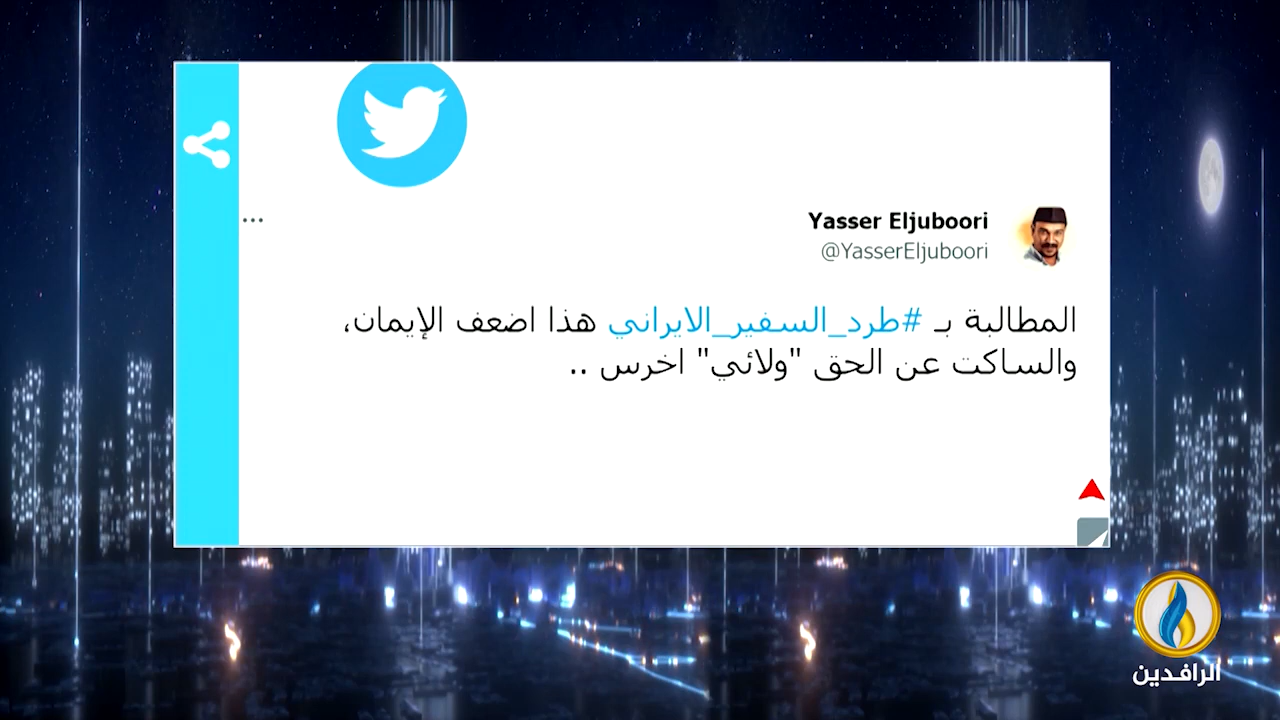 Yasser Eljuboori
@YasserEljuboori
المطالبة بـ #طرد_السفير_الايراني هذا اضعف الإيمان،
والساكت عن الحق "ولائي" اخرس ..
الرافدين